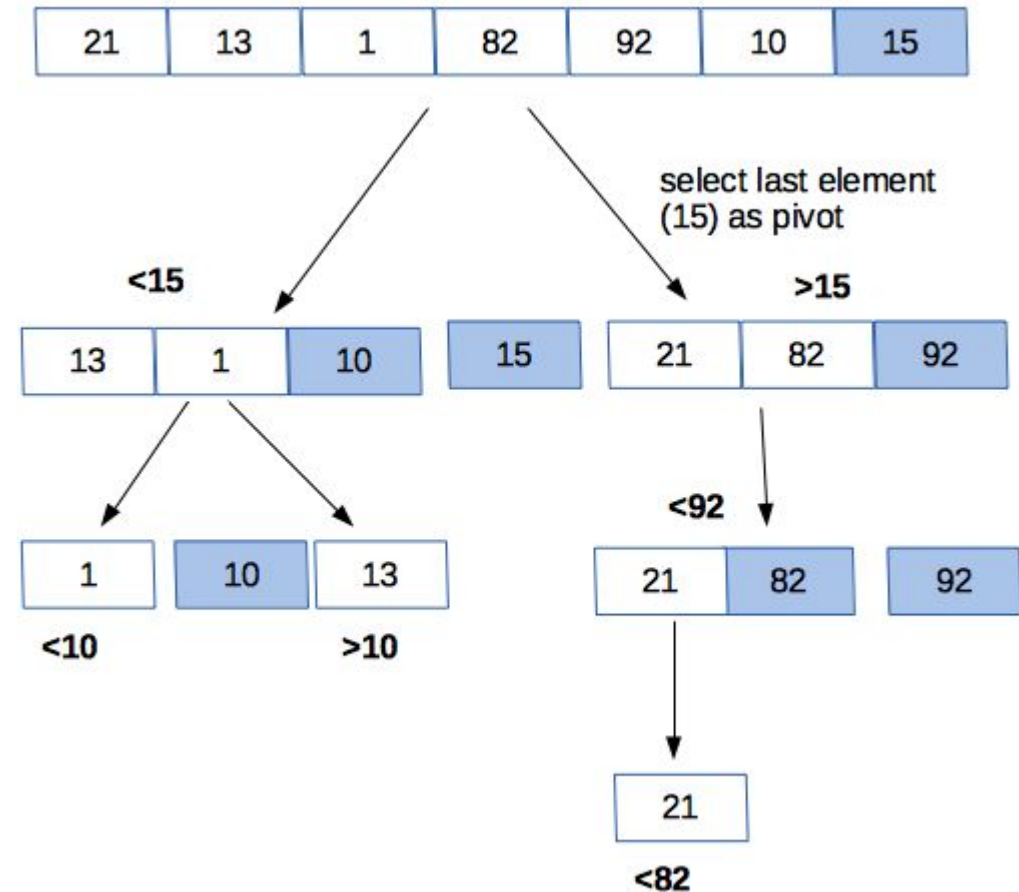 21 13 1 82 92 10 15
select last element
(15) as pivot
<15
>15
13 1 10 15 21 82 92
<92
1 10 13 21 82 92
<10 >10
21
<82